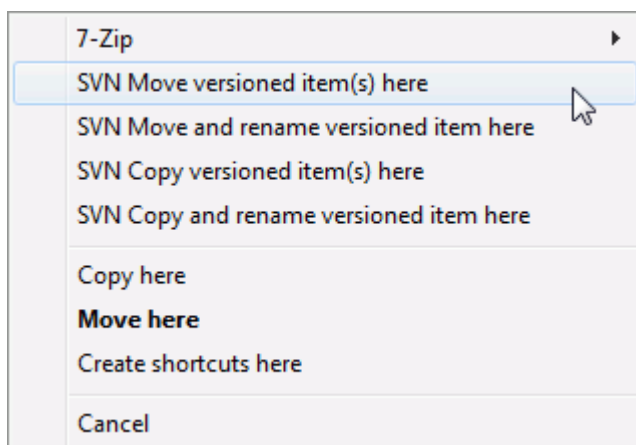 7-Zip
SVN Move versioned item(s) here
SVN Move and rename versioned item here
SVN Copy versioned item(s) here
SVN Copy and rename versioned item here
Copy here
Move here
Create shortcuts here
Cancel